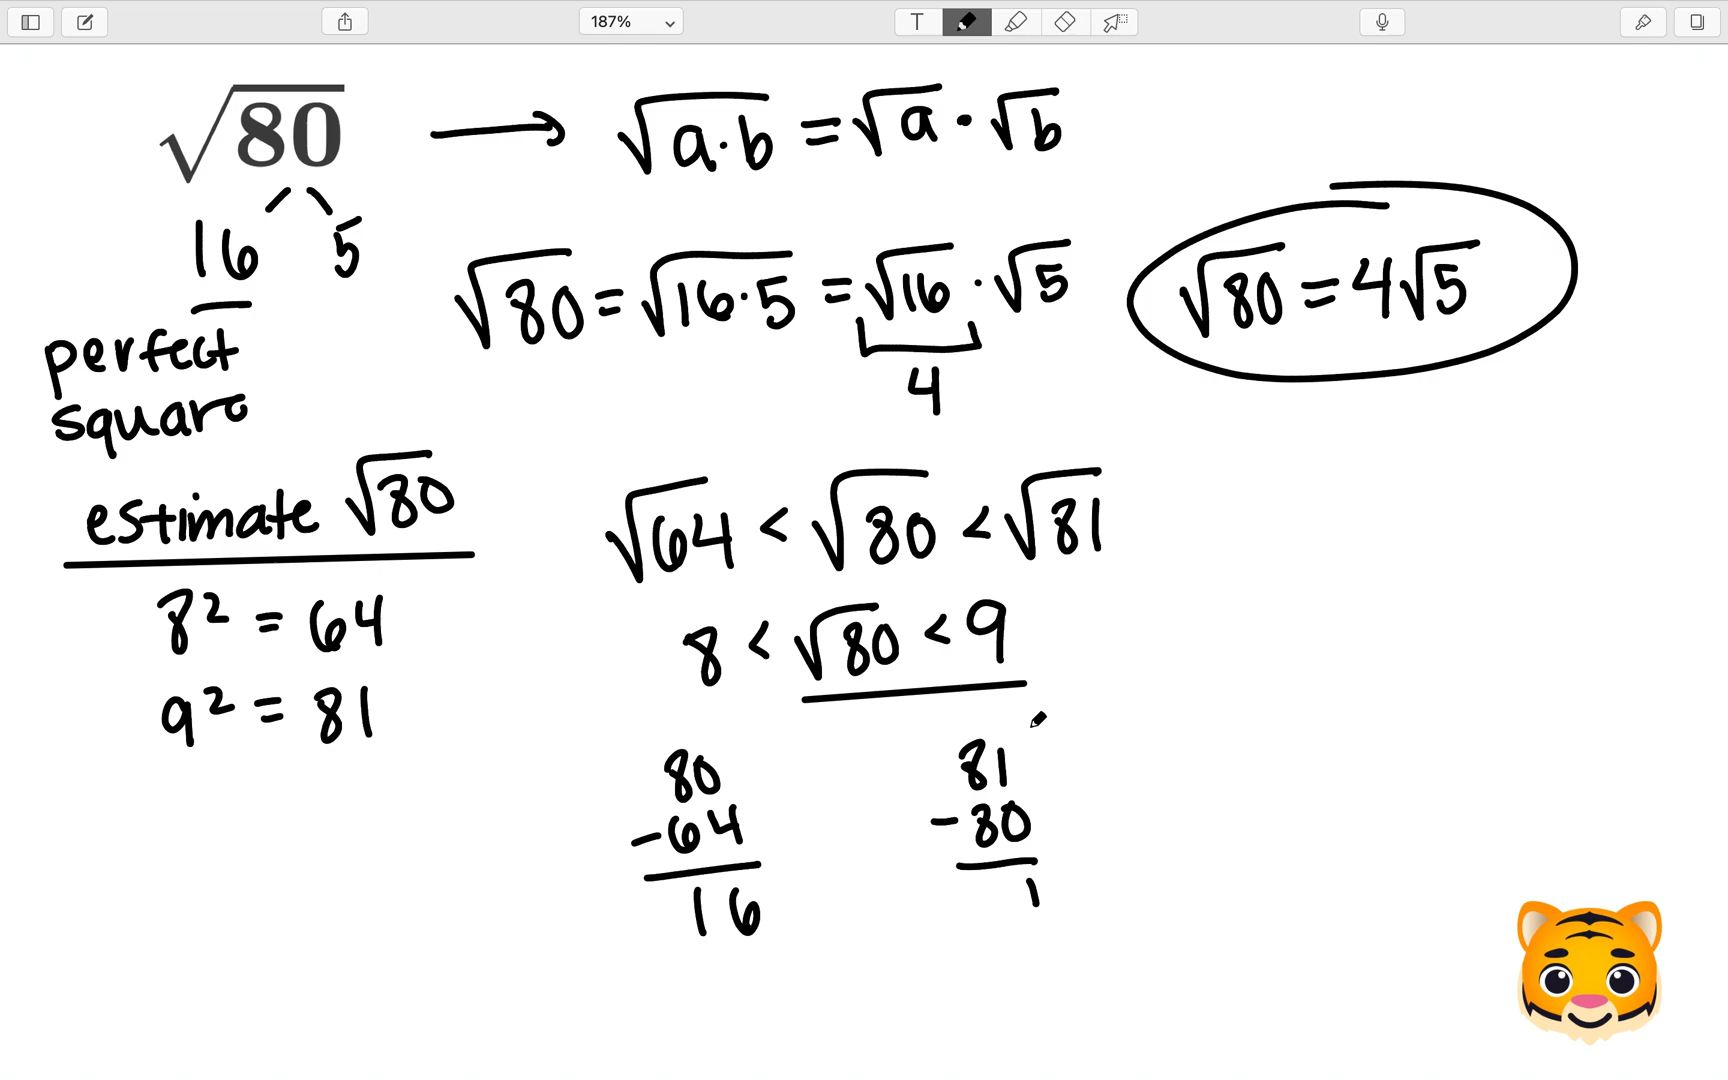 187%
T
√80 → √a·b = √a · √b
16 5
√80 = √16·5 = √16 · √5
4
√80 = 4√5
perfect
square
estimate √80
8² = 64
9² = 81
√64 < √80 < √81
8 < √80 < 9
80
-64
16
81
-80
1